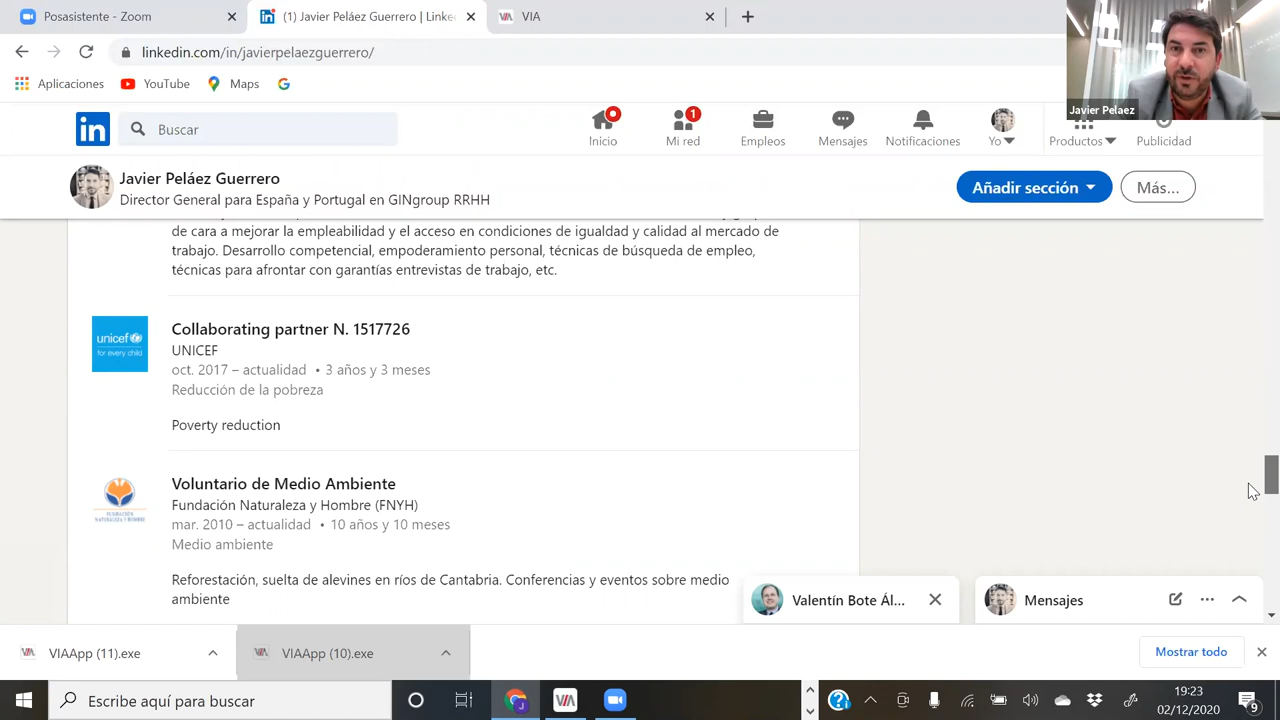 Posasistente - Zoom
(1) Javier Peláez Guerrero | Linke
VIA
linkedin.com/in/javierpelaezguerrero/
Aplicaciones
YouTube
Maps
Javier Pelaez
in
Buscar
Inicio
1
Mi red
Empleos
Mensajes
Notificaciones
Yo
Productos
Publicidad
Javier Peláez Guerrero
Director General para España y Portugal en GINgroup RRHH
Añadir sección
Más...
de cara a mejorar la empleabilidad y el acceso en condiciones de igualdad y calidad al mercado de
trabajo. Desarrollo competencial, empoderamiento personal, técnicas de búsqueda de empleo,
técnicas para afrontar con garantías entrevistas de trabajo, etc.
unicef
for every child
Collaborating partner N. 1517726
UNICEF
oct. 2017 – actualidad • 3 años y 3 meses
Reducción de la pobreza
Poverty reduction
FUNDACIÓN
NATURALEZA Y HOMBRE
Voluntario de Medio Ambiente
Fundación Naturaleza y Hombre (FNYH)
mar. 2010 – actualidad • 10 años y 10 meses
Medio ambiente
Reforestación, suelta de alevines en ríos de Cantabria. Conferencias y eventos sobre medio
ambiente
Valentín Bote Ál...
Mensajes
VIAApp (11).exe
VIAApp (10).exe
Mostrar todo
Escribe aquí para buscar
VIA
19:23
02/12/2020
9